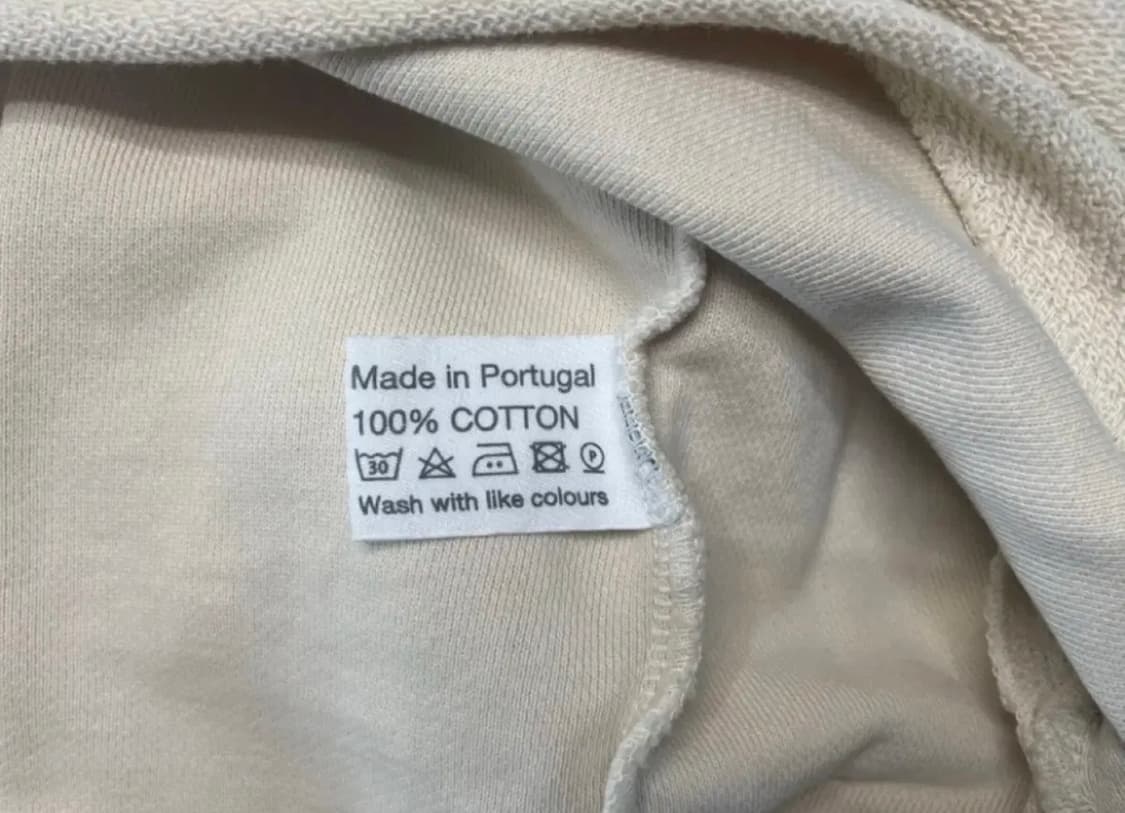 Made in Portugal
100% COTTON
30 P
Wash with like colours